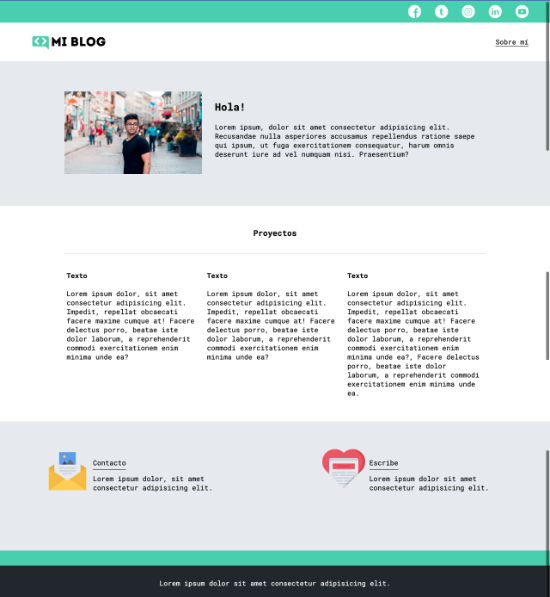 MI BLOG
Sobre mí
Hola!
Lorem ipsum, dolor sit amet consectetur adipisicing elit.
Recusandae nulla asperiores accusamus repellendus ratione saepe
qui ipsum, ut fuga exercitationem consequatur, harum omnis
deserunt iure ad vel numquam nisi. Praesentium?
Proyectos
Texto
Lorem ipsum dolor, sit amet
consectetur adipisicing elit.
Impedit, repellat obcaecati
facere maxime cumque at! Facere
delectus porro, beatae iste
dolor laborum, a reprehenderit
commodi exercitationem enim
minima unde ea?
Texto
Lorem ipsum dolor, sit amet
consectetur adipisicing elit.
Impedit, repellat obcaecati
facere maxime cumque at! Facere
delectus porro, beatae iste
dolor laborum, a reprehenderit
commodi exercitationem enim
minima unde ea?
Texto
Lorem ipsum dolor, sit amet
consectetur adipisicing elit.
Impedit, repellat obcaecati
facere maxime cumque at! Facere
delectus porro, beatae iste
dolor laborum, a reprehenderit
commodi exercitationem enim
minima unde ea?, Facere delectus
porro, beatae iste dolor
laborum, a reprehenderit commodi
exercitationem enim minima unde
ea.
Contacto
Lorem ipsum dolor, sit amet
consectetur adipisicing elit.
Escribe
Lorem ipsum dolor, sit amet
consectetur adipisicing elit.
Lorem ipsum dolor sit amet consectetur adipisicing elit.